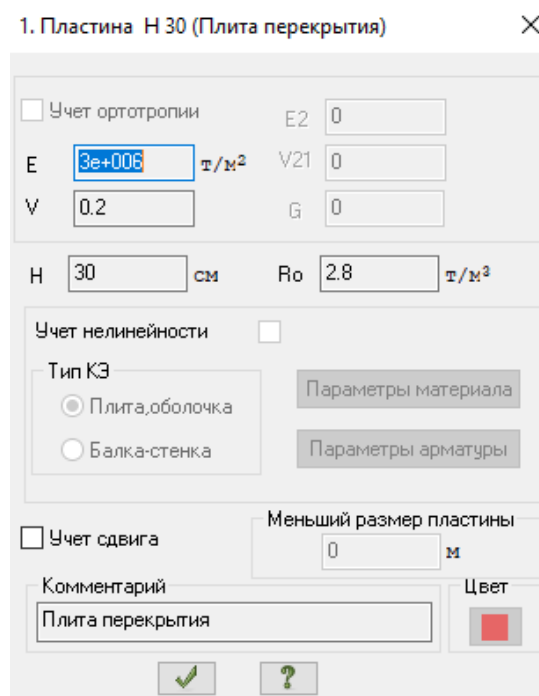 1. Пластина H 30 (Плита перекрытия)
Учет ортотропии
E2 0
E 3e+006 т/м²
V21 0
V 0.2
G 0
H 30 см Ro 2.8 т/м³
Учет нелинейности
Тип КЭ
Плита,оболочка
Параметры материала
Балка-стенка
Параметры арматуры
Меньший размер пластины
Учет сдвига
0 м
Комментарий
Цвет
Плита перекрытия
?